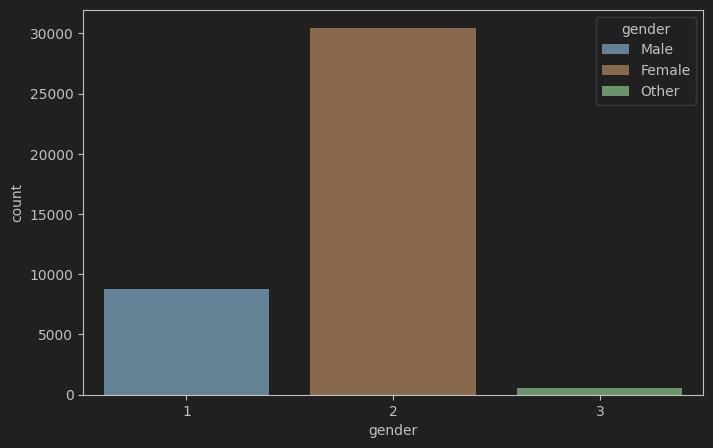 gender
Male
Female
Other
30000
25000
20000
15000
10000
5000
0
count
1 2 3
gender